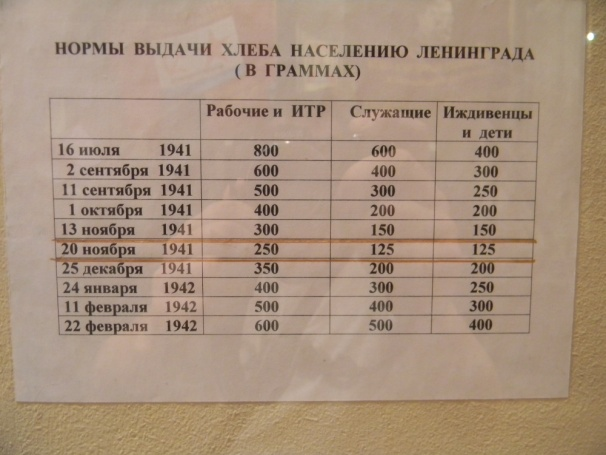 НОРМЫ ВЫДАЧИ ХЛЕБА НАСЕЛЕНИЮ ЛЕНИНГРАДА
( В ГРАММАХ)
Рабочие и ИТР Служащие Иждивенцы
и дети
16 июля 1941 800 600 400
2 сентября 1941 600 400 300
11 сентября 1941 500 300 250
1 октября 1941 400 200 200
13 ноября 1941 300 150 150
20 ноября 1941 250 125 125
25 декабря 1941 350 200 200
24 января 1942 400 300 250
11 февраля 1942 500 400 300
22 февраля 1942 600 500 400